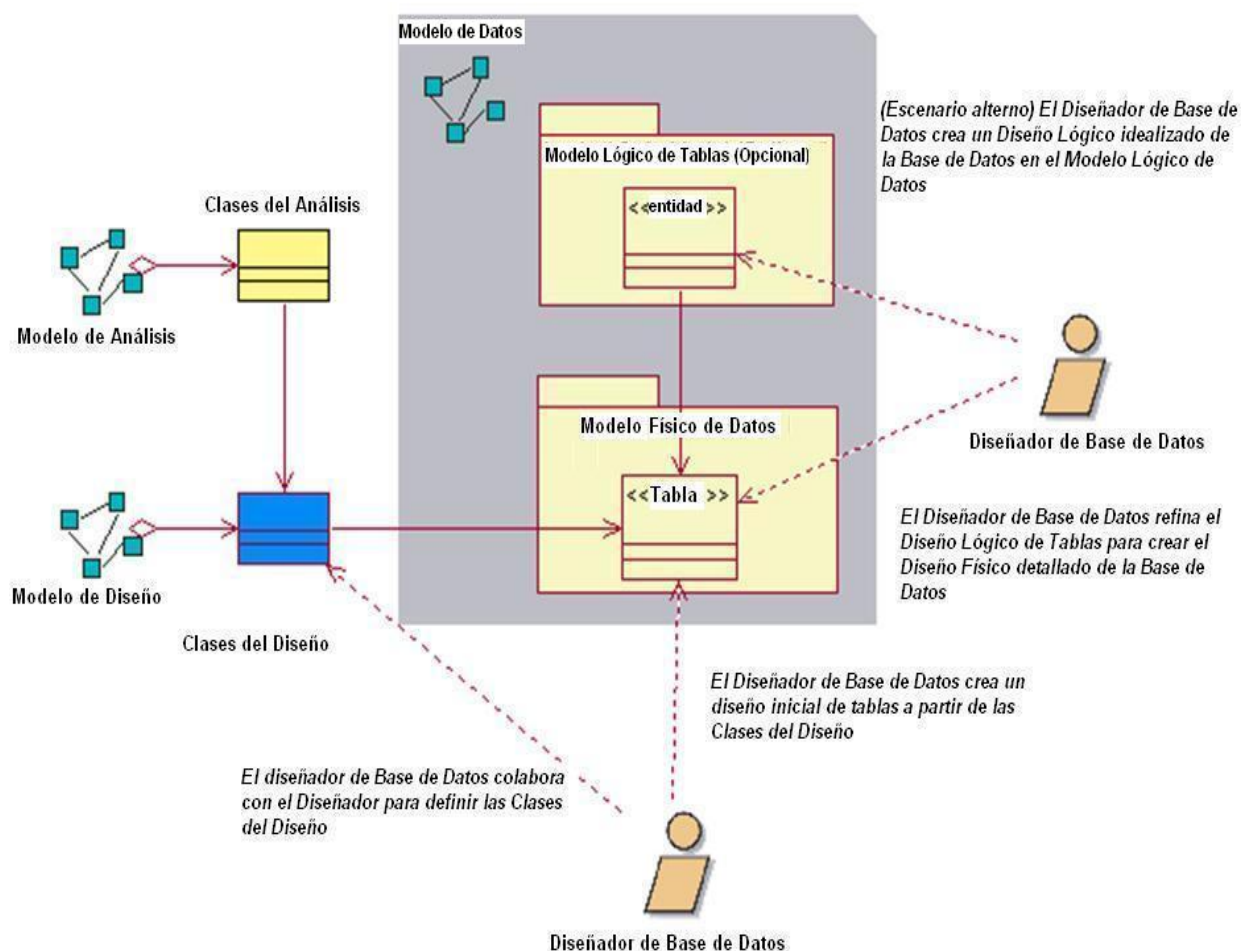 Modelo de Datos
(Escenario alterno) El Diseñador de Base de
Datos crea un Diseño Lógico idealizado de
la Base de Datos en el Modelo Lógico de
Datos
Modelo Lógico de Tablas (Opcional)
<<entidad >>
Clases del Análisis
Modelo de Análisis
Diseñador de Base de Datos
Modelo Físico de Datos
<<Tabla >>
El Diseñador de Base de Datos refina el
Diseño Lógico de Tablas para crear el
Diseño Físico detallado de la Base de
Datos
Modelo de Diseño
Clases del Diseño
El Diseñador de Base de Datos crea un
diseño inicial de tablas a partir de las
Clases del Diseño
El diseñador de Base de Datos colabora
con el Diseñador para definir las Clases
del Diseño
Diseñador de Base de Datos